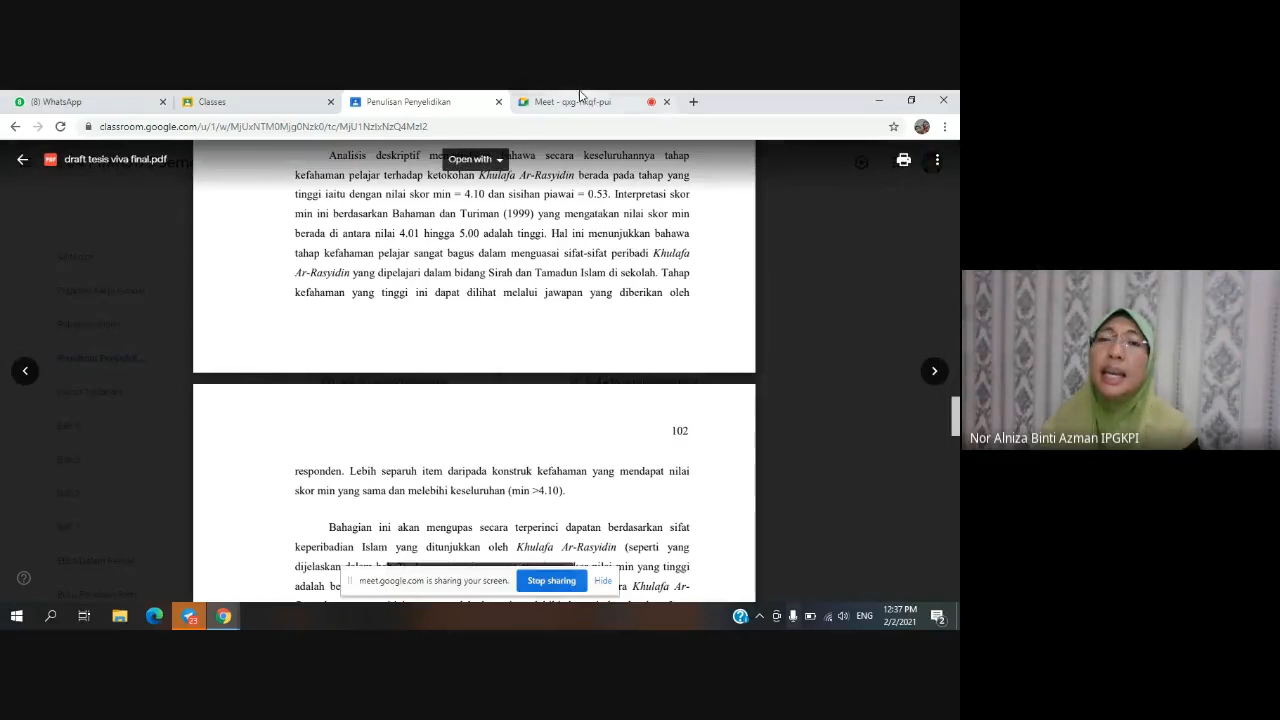 (8) WhatsApp
Classes
Penulisan Penyelidikan
Meet - qxg-
-pui
classroom.google.com/u/1/w/MjUxNTM0Mjg0Nzk0/tc/MjU1NzIxNzQ4MzI2
draft tesis viva final.pdf
Open with
Analisis deskriptif bahawa secara keseluruhannya tahap
kefahaman pelajar terhadap ketokohan Khulafa Ar-Rasyidin berada pada tahap yang
tinggi iaitu dengan nilai skor min = 4.10 dan sisihan piawai = 0.53. Interpretasi skor
min ini berdasarkan Bahaman dan Turiman (1999) yang mengatakan nilai skor min
berada di antara nilai 4.01 hingga 5.00 adalah tinggi. Hal ini menunjukkan bahawa
tahap kefahaman pelajar sangat bagus dalam menguasai sifat-sifat peribadi Khulafa
Ar-Rasyidin yang dipelajari dalam bidang Sirah dan Tamadun Islam di sekolah. Tahap
kefahaman yang tinggi ini dapat dilihat melalui jawapan yang diberikan oleh
102
responden. Lebih separuh item daripada konstruk kefahaman yang mendapat nilai
skor min yang sama dan melebihi keseluruhan (min >4.10).
Bahagian ini akan mengupas secara terperinci dapatan berdasarkan sifat
keperibadian Islam yang ditunjukkan oleh Khulafa Ar-Rasyidin (seperti yang
dijelaskan dalam min yang tinggi
adalah Khulafa Ar-
meet.google.com is sharing your screen.
Stop sharing
Hide
Nor Alniza Binti Azman IPGKPI
23
ENG
12:37 PM
2/2/2021
2